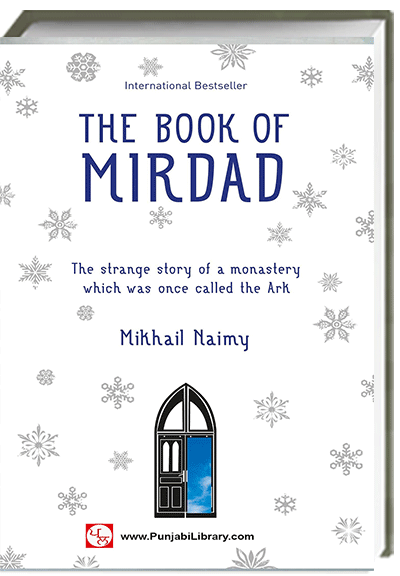 International Bestseller
THE BOOK OF
MIRDAD
The strange story of a monastery
which was once called the Ark
Mikhail Naimy
www.PunjabiLibrary.com